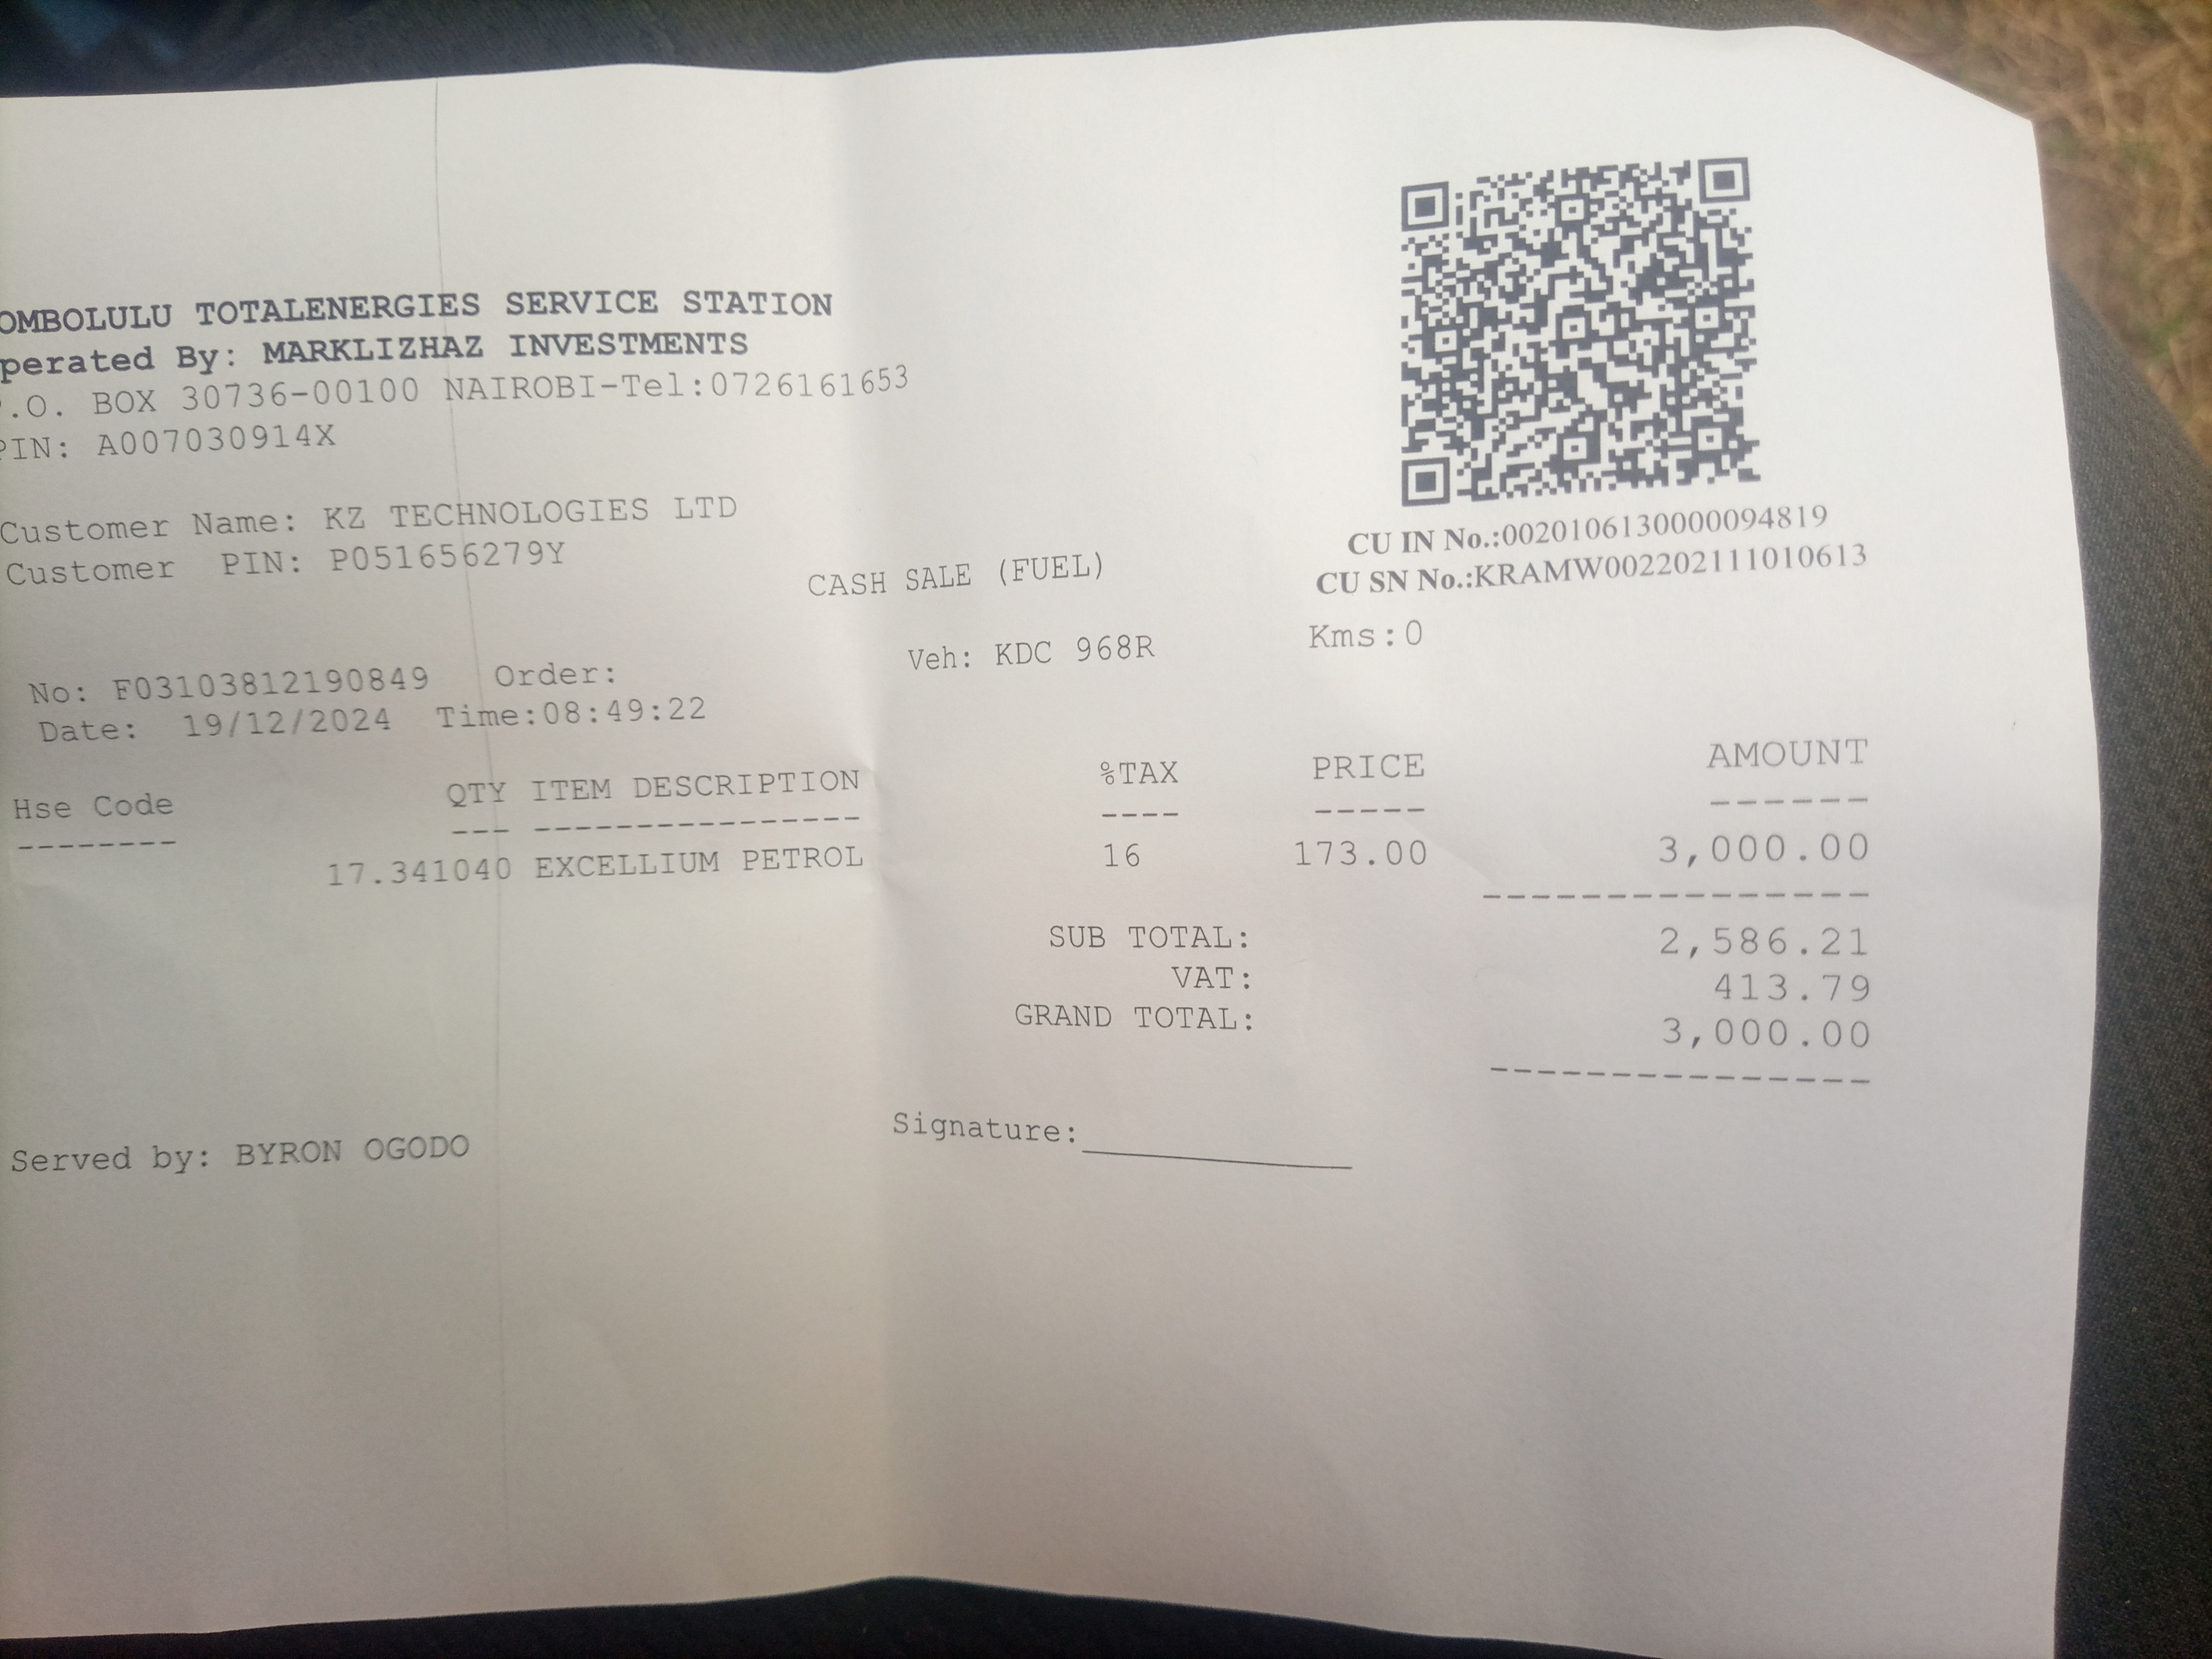 OMBOLULU TOTALENERGIES SERVICE STATION
perated By: MARKLIZHAZ INVESTMENTS
.O. BOX 30736-00100 NAIROBI-Tel:0726161653
PIN: A007030914X
Customer Name: KZ TECHNOLOGIES LTD
Customer PIN: P051656279Y
CASH SALE (FUEL)
CU IN No.:0020106130000094819
CU SN No.:KRAMW002202111010613
No: F03103812190849 Order: Veh: KDC 968R Kms:0
Date: 19/12/2024 Time:08:49:22
Hse Code QTY ITEM DESCRIPTION %TAX PRICE AMOUNT
-------- --- ---------------- ---- ----- ------
17.341040 EXCELLIUM PETROL 16 173.00 3,000.00
SUB TOTAL: 2,586.21
VAT: 413.79
GRAND TOTAL: 3,000.00
Served by: BYRON OGODO Signature: